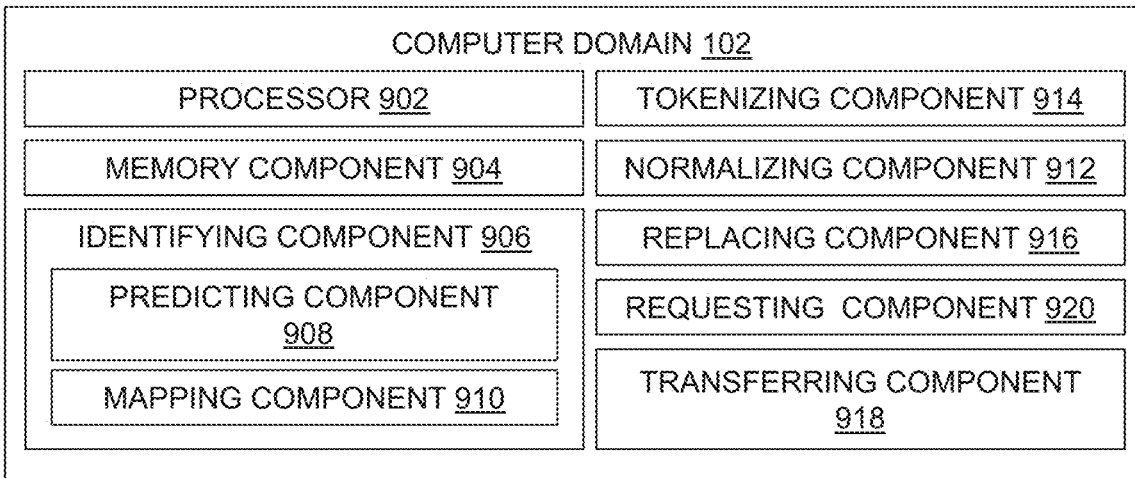 COMPUTER DOMAIN 102
PROCESSOR 902
MEMORY COMPONENT 904
IDENTIFYING COMPONENT 906
PREDICTING COMPONENT
908
MAPPING COMPONENT 910
TOKENIZING COMPONENT 914
NORMALIZING COMPONENT 912
REPLACING COMPONENT 916
REQUESTING COMPONENT 920
TRANSFERRING COMPONENT
918